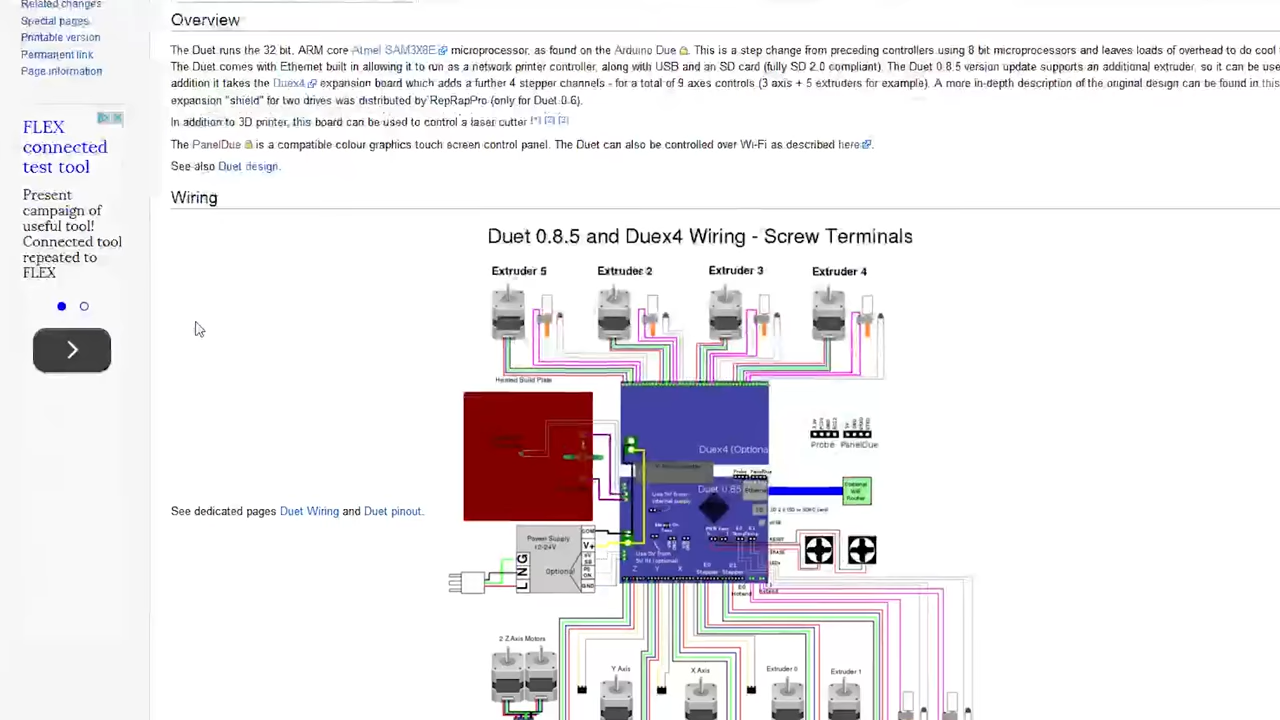 Related changes
Special pages
Printable version
Permanent link
Page information
FLEX
connected
test tool
Present
campaign of
useful tool!
Connected tool
repeated to
FLEX
Overview
The Duet runs the 32 bit, ARM core Atmel SAM3X8E microprocessor, as found on the Arduino Due. This is a step change from preceding controllers using 8 bit microprocessors and leaves loads of overhead to do cool
The Duet comes with Ethernet built in allowing it to run as a network printer controller, along with USB and an SD card (fully SD 2.0 compliant). The Duet 0.8.5 version update supports an additional extruder, so it can be use
addition it takes the Duex4 expansion board which adds a further 4 stepper channels - for a total of 9 axes controls (3 axis + 5 extruders for example). A more in-depth description of the original design can be found in this
expansion "shield" for two drives was distributed by RepRapPro (only for Duet 0.6).
In addition to 3D printer, this board can be used to control a laser cutter
The PanelDue is a compatible colour graphics touch screen control panel. The Duet can also be controlled over Wi-Fi as described here.
See also Duet design.
Wiring
Duet 0.8.5 and Duex4 Wiring - Screw Terminals
Extruder 5 Extruder 2 Extruder 3 Extruder 4
Heated Build Plate
Duex4 (Optional
Probe PanelDue
Duet 0.8.5
See dedicated pages Duet Wiring and Duet pinout.
Power Supply
12-24V
V+
Optional
L N G
Z Y X
2 Z Axis Motors
Y Axis
X Axis
Extruder 0
Extruder 1